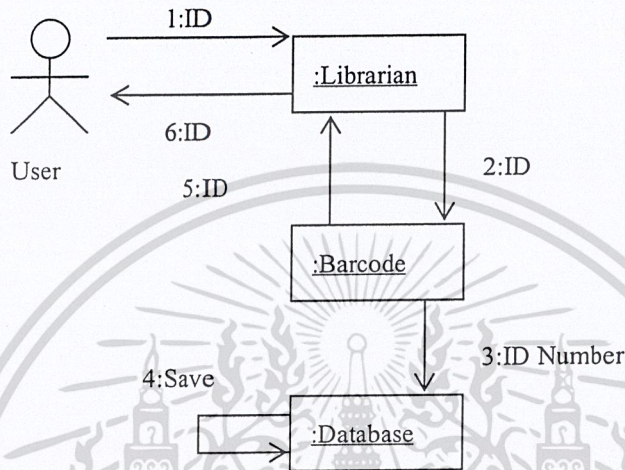 1:ID
:Librarian
6:ID
User
2:ID
5:ID
:Barcode
3:ID Number
4:Save
:Database